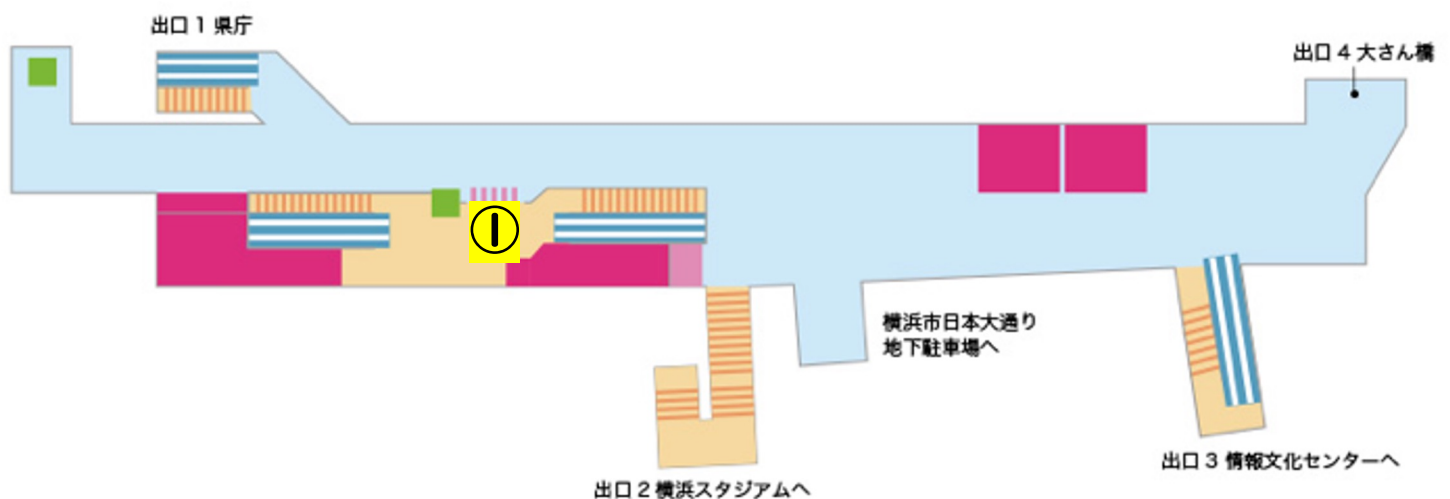 出口 1 県庁
出口 4 大さん橋
横浜市日本大通り
地下駐車場へ
出口 3 情報文化センターへ
出口 2 横浜スタジアムへ